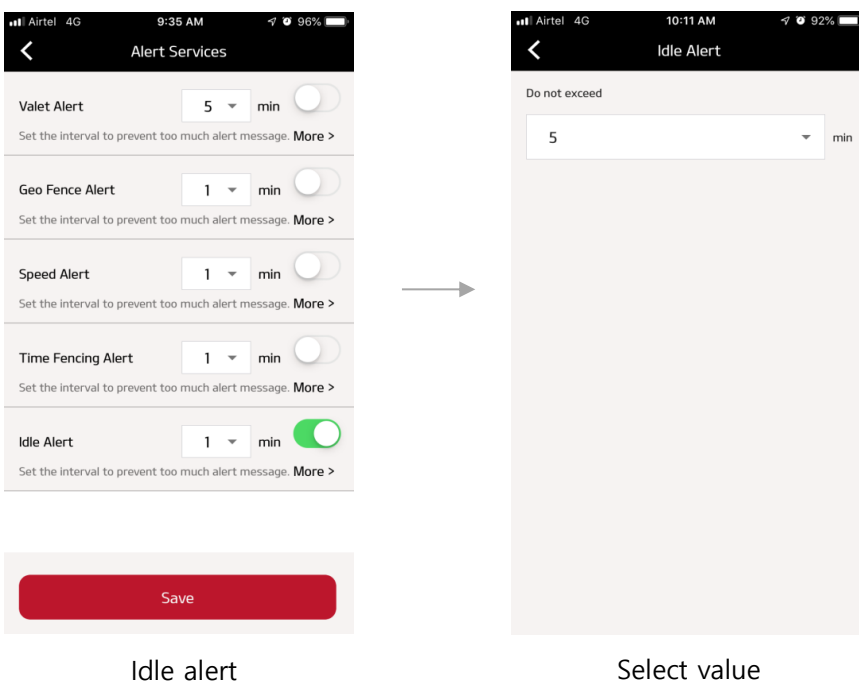 Airtel 4G 9:35 AM 96%
Alert Services
Valet Alert 5 min
Set the interval to prevent too much alert message. More >
Geo Fence Alert 1 min
Set the interval to prevent too much alert message. More >
Speed Alert 1 min
Set the interval to prevent too much alert message. More >
Time Fencing Alert 1 min
Set the interval to prevent too much alert message. More >
Idle Alert 1 min
Set the interval to prevent too much alert message. More >
Save
Idle alert
Airtel 4G 10:11 AM 92%
Idle Alert
Do not exceed
5 min
Select value